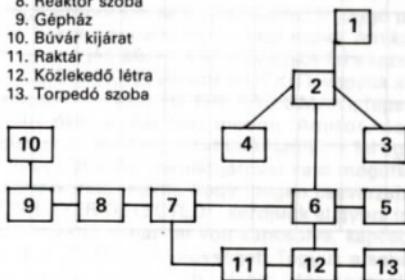 8. Reaktor szoba
9. Gépház
10. Búvár kijárat
11. Raktár
12. Közlekedő létra
13. Torpedó szoba
1
2
4
3
10
9
8
7
6
5
11
12
13